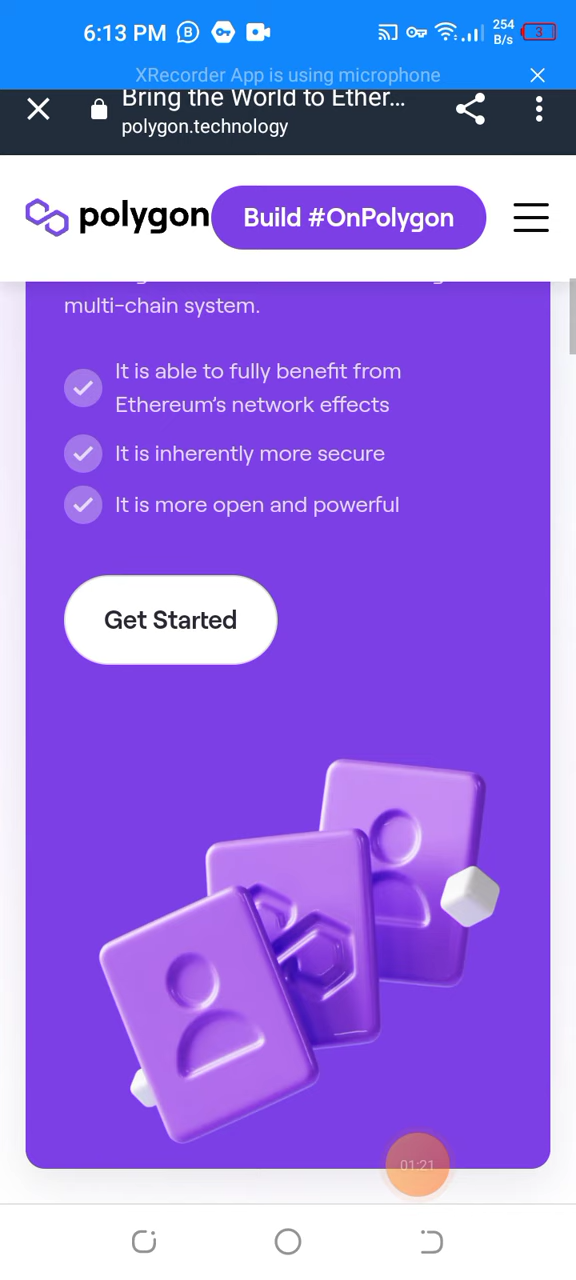 6:13 PM
B
254
B/s
3
XRecorder App is using microphone
Bring the World to Ether...
polygon.technology
polygon
Build #OnPolygon
multi-chain system.
It is able to fully benefit from
Ethereum's network effects
It is inherently more secure
It is more open and powerful
Get Started
01:21